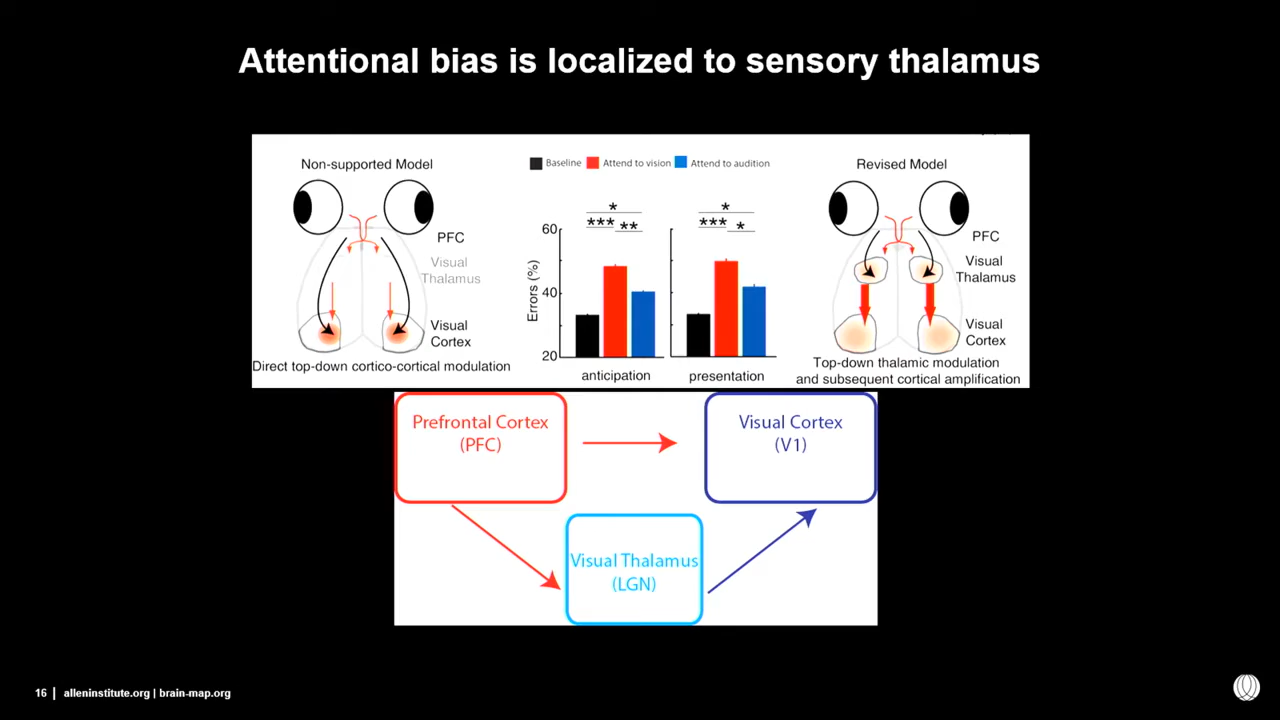 Attentional bias is localized to sensory thalamus
Non-supported Model
PFC
Visual
Thalamus
Visual
Cortex
Direct top-down cortico-cortical modulation
Baseline
Attend to vision
Attend to audition
*
*** **
*
*** *
60
40
20
Errors (%)
anticipation
presentation
Revised Model
PFC
Visual
Thalamus
Visual
Cortex
Top-down thalamic modulation
and subsequent cortical amplification
Prefrontal Cortex
(PFC)
Visual Cortex
(V1)
Visual Thalamus
(LGN)
16 | alleninstitute.org | brain-map.org